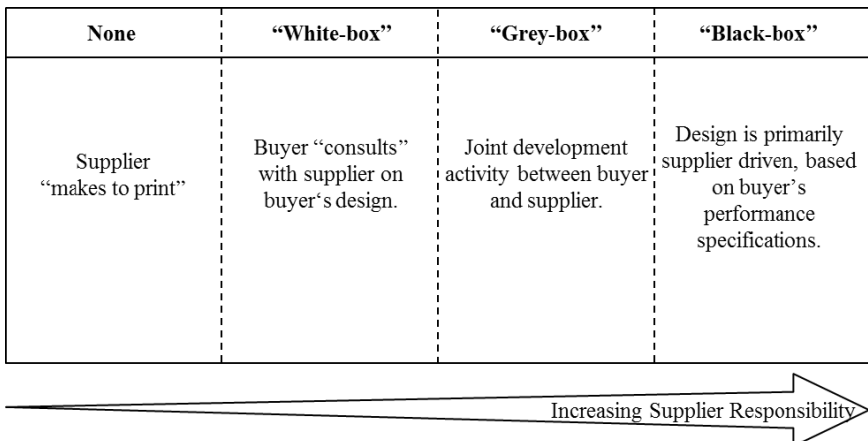 None
“White-box”
“Grey-box”
“Black-box”
Supplier
“makes to print”
Buyer “consults”
with supplier on
buyer‘s design.
Joint development
activity between buyer
and supplier.
Design is primarily
supplier driven, based
on buyer’s
performance
specifications.
Increasing Supplier Responsibility